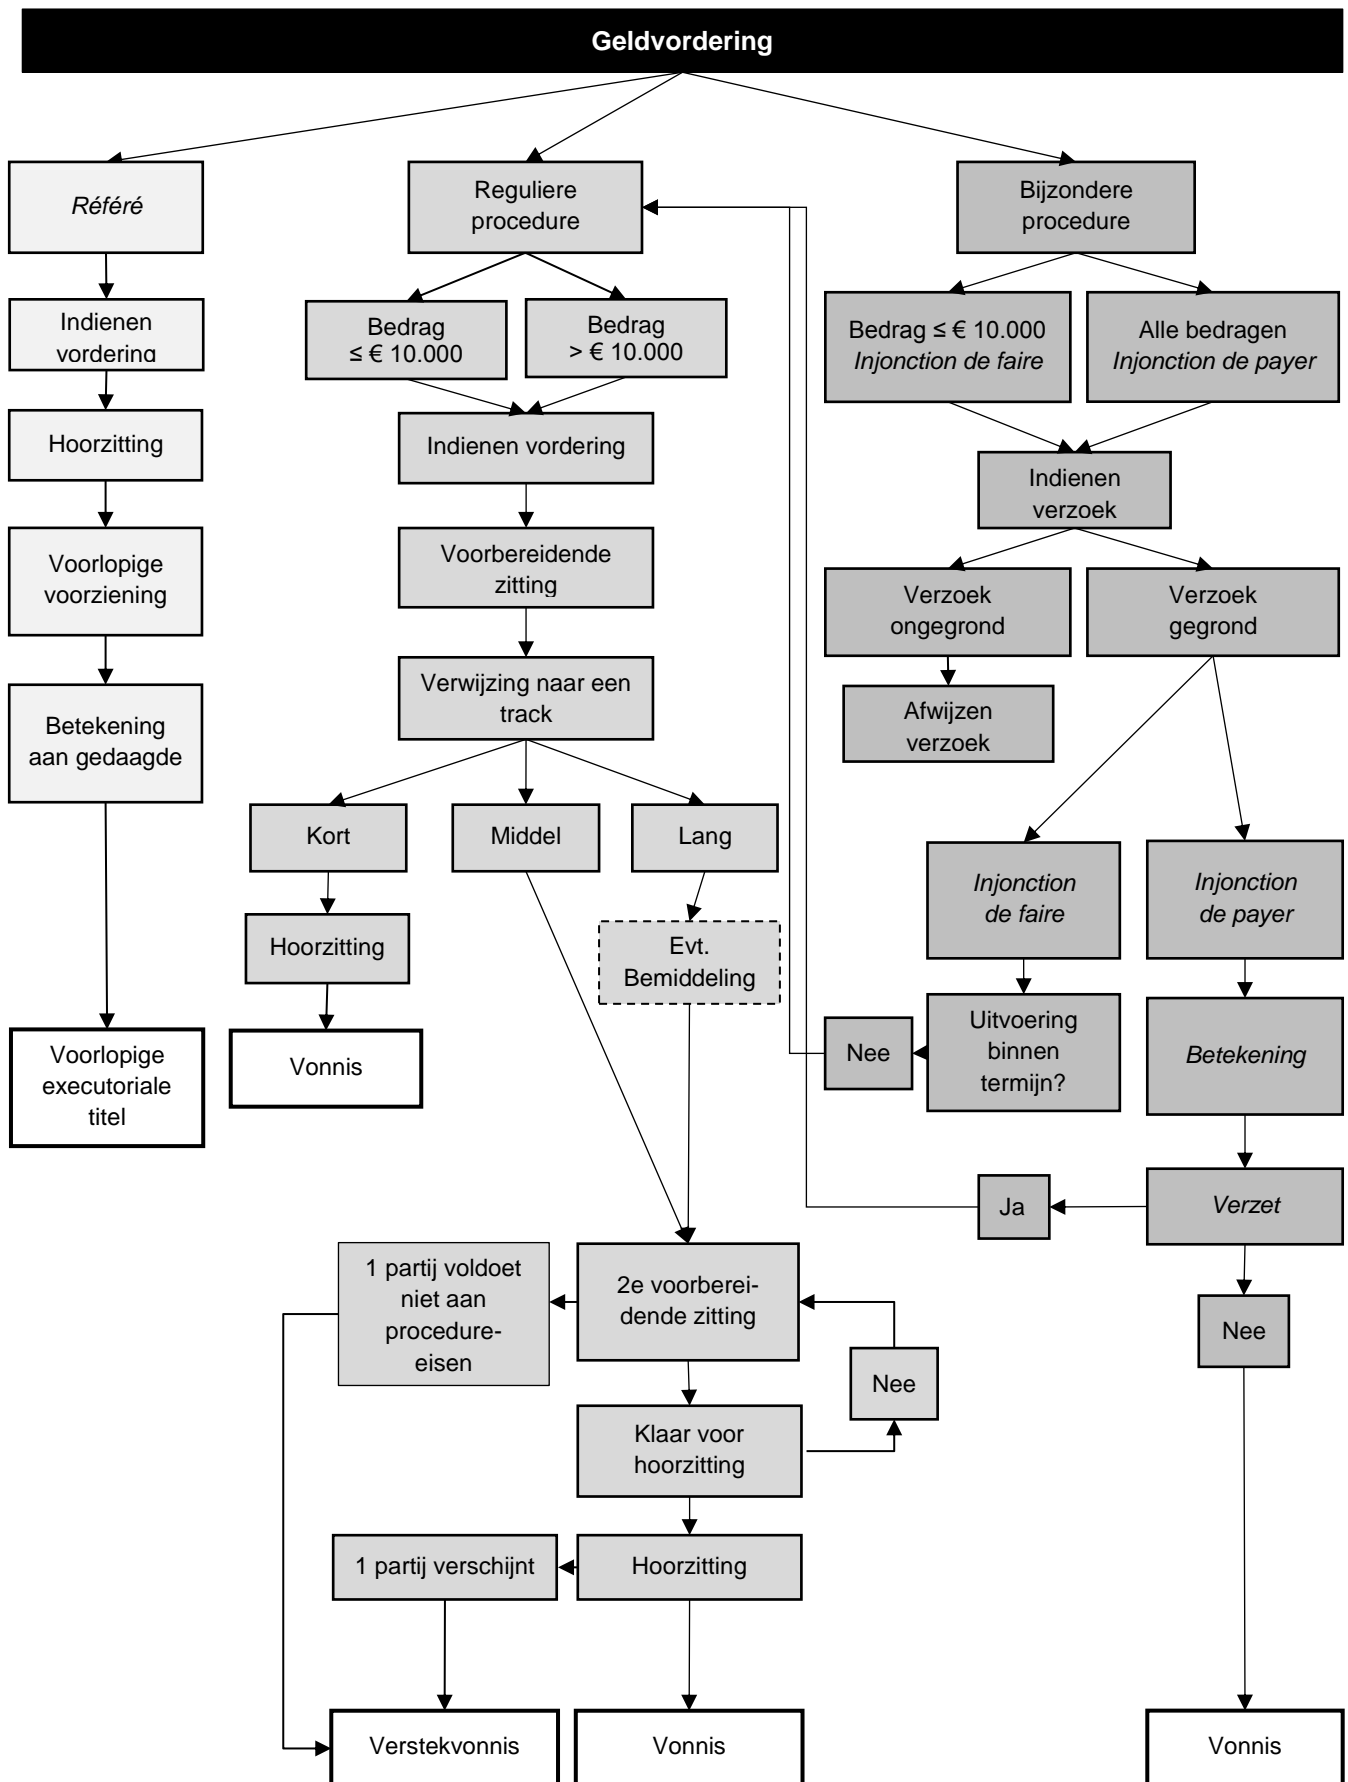 Geldvordering
Référé
Indienen
vordering
Hoorzitting
Voorlopige
voorziening
Betekening
aan gedaagde
Voorlopige
executoriale
titel
Reguliere
procedure
Bedrag
≤ € 10.000
Bedrag
> € 10.000
Indienen vordering
Voorbereidende
zitting
Verwijzing naar een
track
Kort
Middel
Lang
Hoorzitting
Vonnis
Evt.
Bemiddeling
1 partij voldoet
niet aan
procedure-
eisen
2e voorberei-
dende zitting
Nee
Klaar voor
hoorzitting
1 partij verschijnt
Hoorzitting
Verstekvonnis
Vonnis
Bijzondere
procedure
Bedrag ≤ € 10.000
Injonction de faire
Alle bedragen
Injonction de payer
Indienen
verzoek
Verzoek
ongegrond
Verzoek
gegrond
Afwijzen
verzoek
Injonction
de faire
Injonction
de payer
Nee
Uitvoering
binnen
termijn?
Betekening
Ja
Verzet
Nee
Vonnis